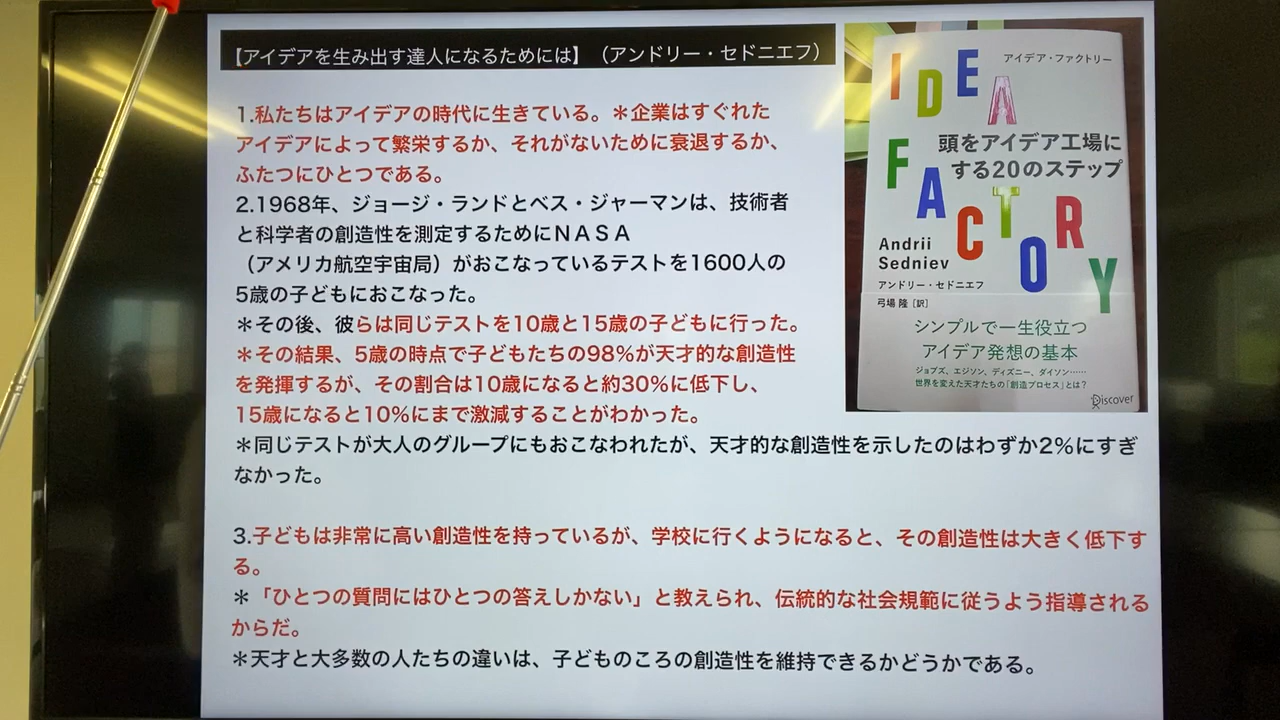 【アイデアを生み出す達人になるためには】（アンドリー・セドニエフ）
1.私たちはアイデアの時代に生きている。＊企業はすぐれた
アイデアによって繁栄するか、それがないために衰退するか、
ふたつにひとつである。
2.1968年、ジョージ・ランドとベス・ジャーマンは、技術者
と科学者の創造性を測定するためにＮＡＳＡ
（アメリカ航空宇宙局）がおこなっているテストを1600人の
5歳の子どもにおこなった。
＊その後、彼らは同じテストを10歳と15歳の子どもに行った。
＊その結果、5歳の時点で子どもたちの98%が天才的な創造性
を発揮するが、その割合は10歳になると約30%に低下し、
15歳になると10%にまで激減することがわかった。
＊同じテストが大人のグループにもおこなわれたが、天才的な創造性を示したのはわずか2%にすぎ
なかった。
3.子どもは非常に高い創造性を持っているが、学校に行くようになると、その創造性は大きく低下す
る。
＊「ひとつの質問にはひとつの答えしかない」と教えられ、伝統的な社会規範に従うよう指導される
からだ。
＊天才と大多数の人たちの違いは、子どものころの創造性を維持できるかどうかである。
IDEA
アイデア・ファクトリー
頭をアイデア工場に
する20のステップ
FACTORY
Andrii
Sedniev
アンドリー・セドニエフ
弓場 隆［訳］
シンプルで一生役立つ
アイデア発想の基本
ジョブズ、エジソン、ディズニー、ダイソン……
世界を変えた天才たちの「創造プロセス」とは?
Discover